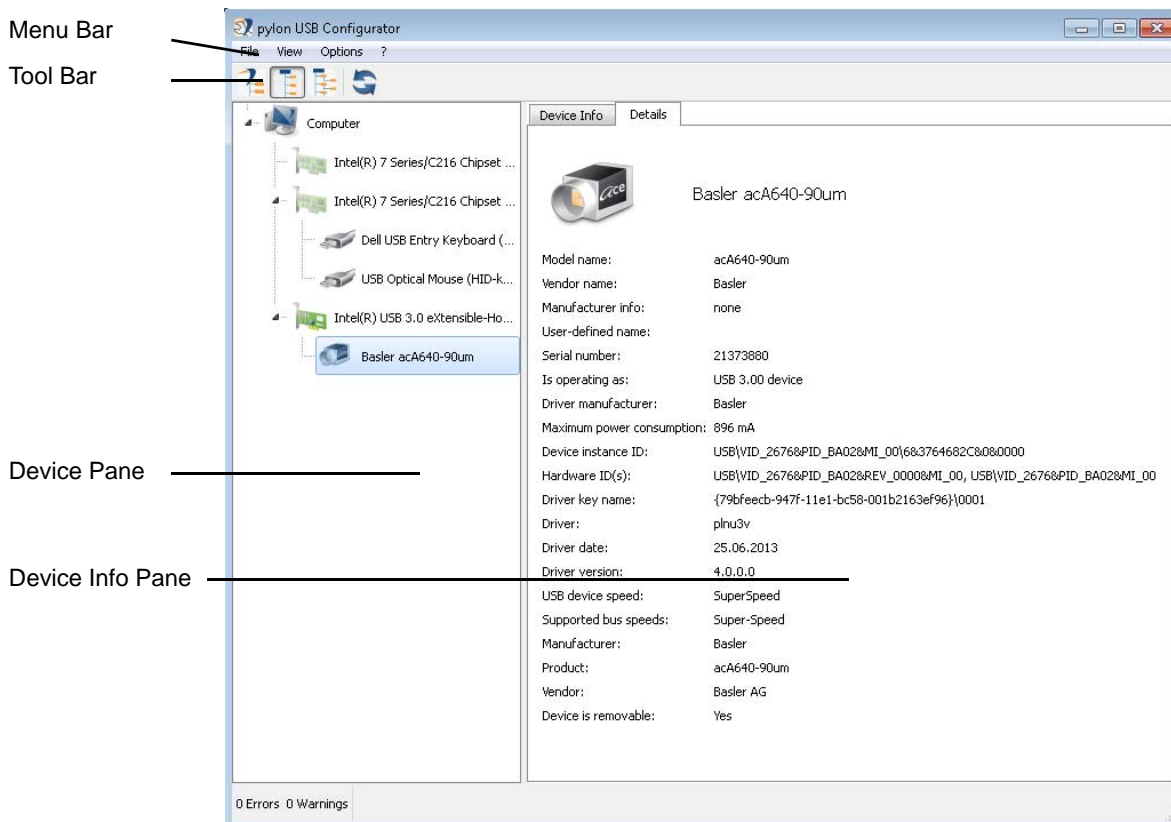 Menu Bar
Tool Bar
Device Pane
Device Info Pane
pylon USB Configurator
File View Options ?
Computer
Intel(R) 7 Series/C216 Chipset ...
Intel(R) 7 Series/C216 Chipset ...
Dell USB Entry Keyboard (...
USB Optical Mouse (HID-k...
Intel(R) USB 3.0 eXtensible-Ho...
Basler acA640-90um
Device Info Details
ace
Basler acA640-90um
Model name: acA640-90um
Vendor name: Basler
Manufacturer info: none
User-defined name:
Serial number: 21373880
Is operating as: USB 3.00 device
Driver manufacturer: Basler
Maximum power consumption: 896 mA
Device instance ID: USB\VID_2676&PID_BA02&MI_00\6&3764682C&0&0000
Hardware ID(s): USB\VID_2676&PID_BA02&REV_0000&MI_00, USB\VID_2676&PID_BA02&MI_00
Driver key name: {79bfeecb-947f-11e1-bc58-001b2163ef96}\0001
Driver: plnu3v
Driver date: 25.06.2013
Driver version: 4.0.0.0
USB device speed: SuperSpeed
Supported bus speeds: Super-Speed
Manufacturer: Basler
Product: acA640-90um
Vendor: Basler AG
Device is removable: Yes
0 Errors 0 Warnings